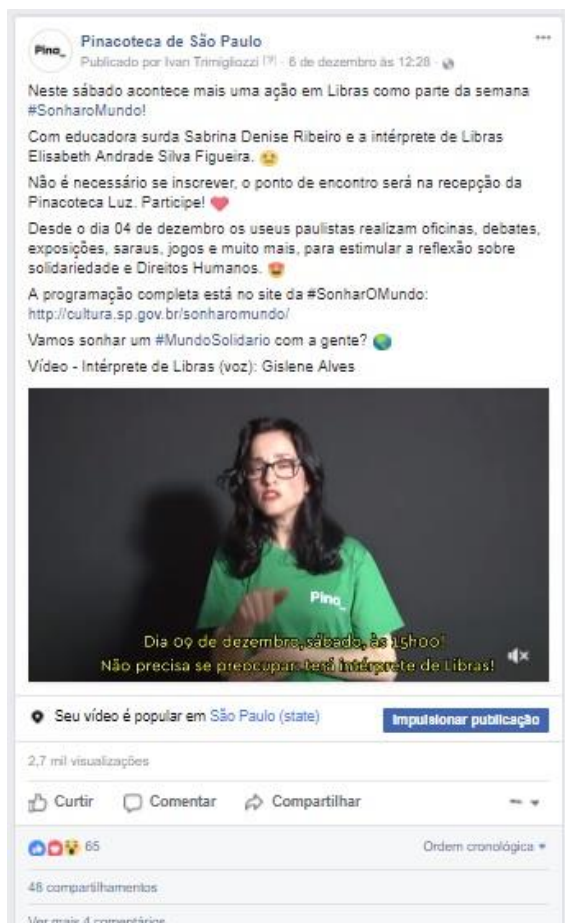 Pina_
Pinacoteca de São Paulo
Publicado por Ivan Trimigliozzi [?] · 6 de dezembro às 12:28 ·
Neste sábado acontece mais uma ação em Libras como parte da semana
#SonharoMundo!
Com educadora surda Sabrina Denise Ribeiro e a intérprete de Libras
Elisabeth Andrade Silva Figueira.
Não é necessário se inscrever, o ponto de encontro será na recepção da
Pinacoteca Luz. Participe!
Desde o dia 04 de dezembro os useus paulistas realizam oficinas, debates,
exposições, saraus, jogos e muito mais, para estimular a reflexão sobre
solidariedade e Direitos Humanos.
A programação completa está no site da #SonharOMundo:
http://cultura.sp.gov.br/sonharomundo/
Vamos sonhar um #MundoSolidario com a gente?
Vídeo - Intérprete de Libras (voz): Gislene Alves
Pina_
Dia 09 de dezembro, sábado, às 15h00!
Não precisa se preocupar: terá intérprete de Libras!
Seu vídeo é popular em São Paulo (state)
Impulsionar publicação
2,7 mil visualizações
Curtir Comentar Compartilhar
65
Ordem cronológica
48 compartilhamentos
Ver mais 4 comentários